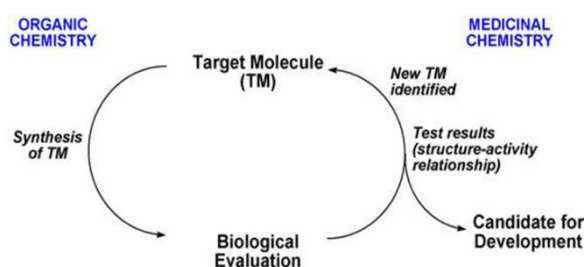 ORGANIC
CHEMISTRY
MEDICINAL
CHEMISTRY
Target Molecule
(TM)
New TM
identified
Synthesis
of TM
Test results
(structure-activity
relationship)
Candidate for
Development
Biological
Evaluation